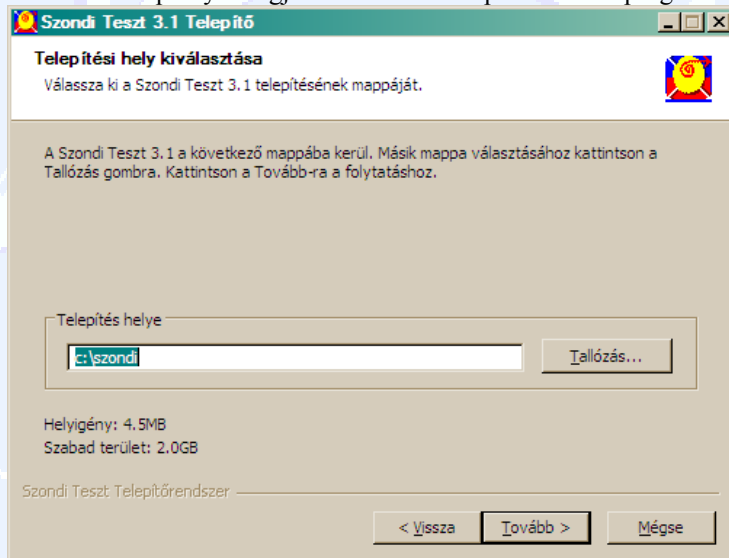 Szondi Teszt 3.1 Telepítő
Telepítési hely kiválasztása
Válassza ki a Szondi Teszt 3.1 telepítésének mappáját.
A Szondi Teszt 3.1 a következő mappába kerül. Másik mappa választásához kattintson a
Tallózás gombra. Kattintson a Tovább-ra a folytatáshoz.
Telepítés helye
c:\szondi
Tallózás...
Helyigény: 4.5MB
Szabad terület: 2.0GB
Szondi Teszt Telepítőrendszer
< Vissza
Tovább >
Mégse